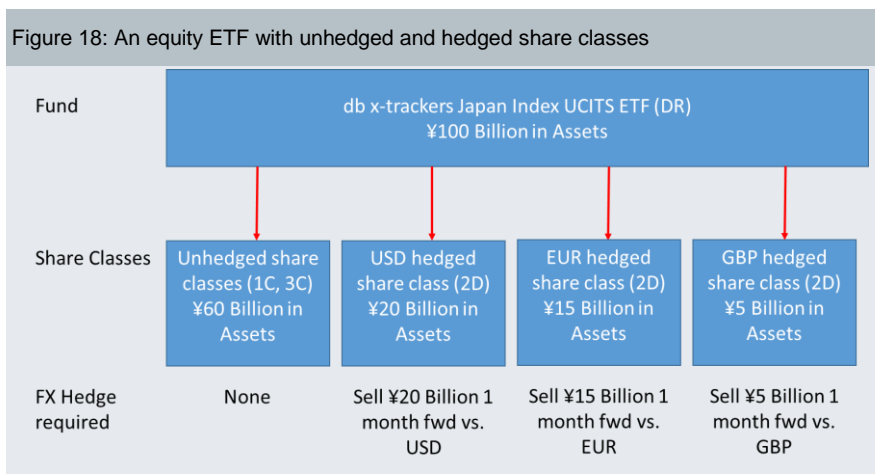 Figure 18: An equity ETF with unhedged and hedged share classes
Fund
db x-trackers Japan Index UCITS ETF (DR)
¥100 Billion in Assets
Share Classes
Unhedged share
classes (1C, 3C)
¥60 Billion in
Assets
USD hedged
share class (2D)
¥20 Billion in
Assets
EUR hedged
share class (2D)
¥15 Billion in
Assets
GBP hedged
share class (2D)
¥5 Billion in
Assets
FX Hedge
required
None
Sell ¥20 Billion 1
month fwd vs.
USD
Sell ¥15 Billion 1
month fwd vs.
EUR
Sell ¥5 Billion 1
month fwd vs.
GBP